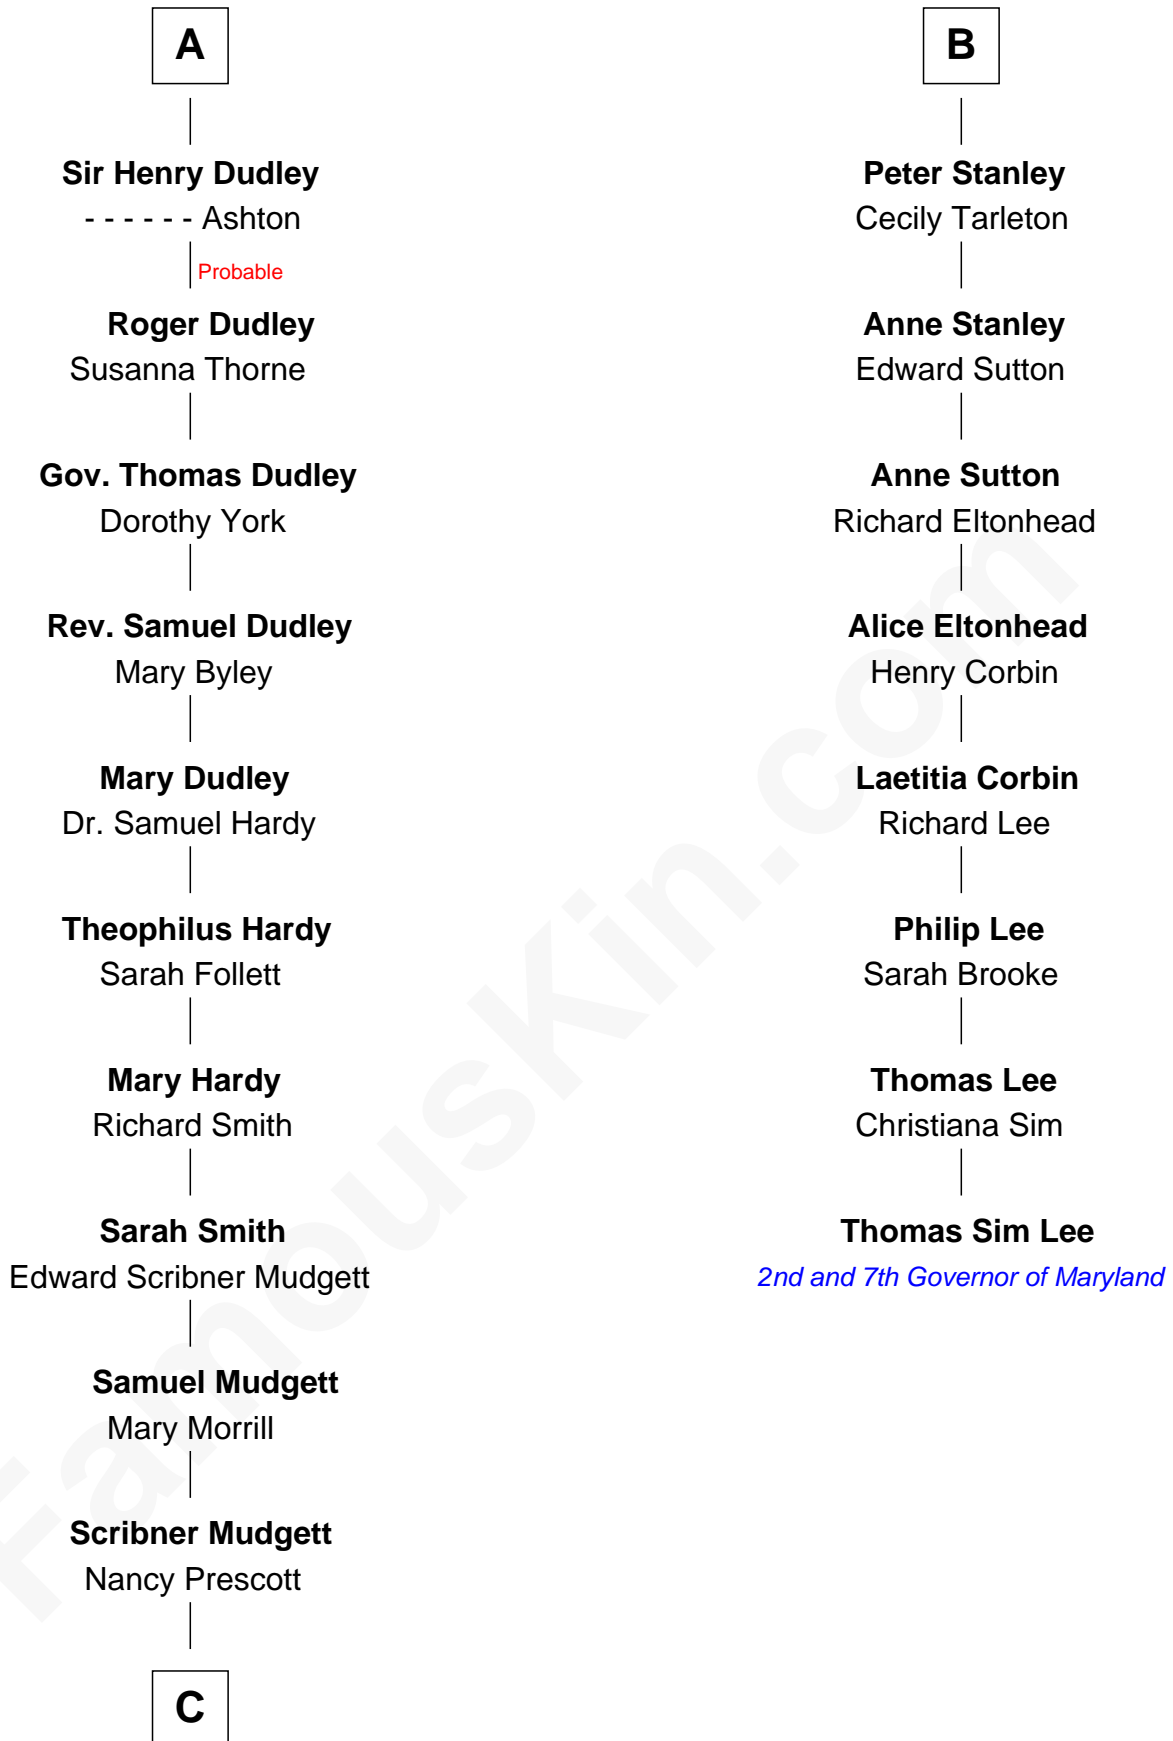 A
Sir Henry Dudley
- - - - - - Ashton
Probable
Roger Dudley
Susanna Thorne
Gov. Thomas Dudley
Dorothy York
Rev. Samuel Dudley
Mary Byley
Mary Dudley
Dr. Samuel Hardy
Theophilus Hardy
Sarah Follett
Mary Hardy
Richard Smith
Sarah Smith
Edward Scribner Mudgett
Samuel Mudgett
Mary Morrill
Scribner Mudgett
Nancy Prescott
C
B
Peter Stanley
Cecily Tarleton
Anne Stanley
Edward Sutton
Anne Sutton
Richard Eltonhead
Alice Eltonhead
Henry Corbin
Laetitia Corbin
Richard Lee
Philip Lee
Sarah Brooke
Thomas Lee
Christiana Sim
Thomas Sim Lee
2nd and 7th Governor of Maryland
FamousKin.com